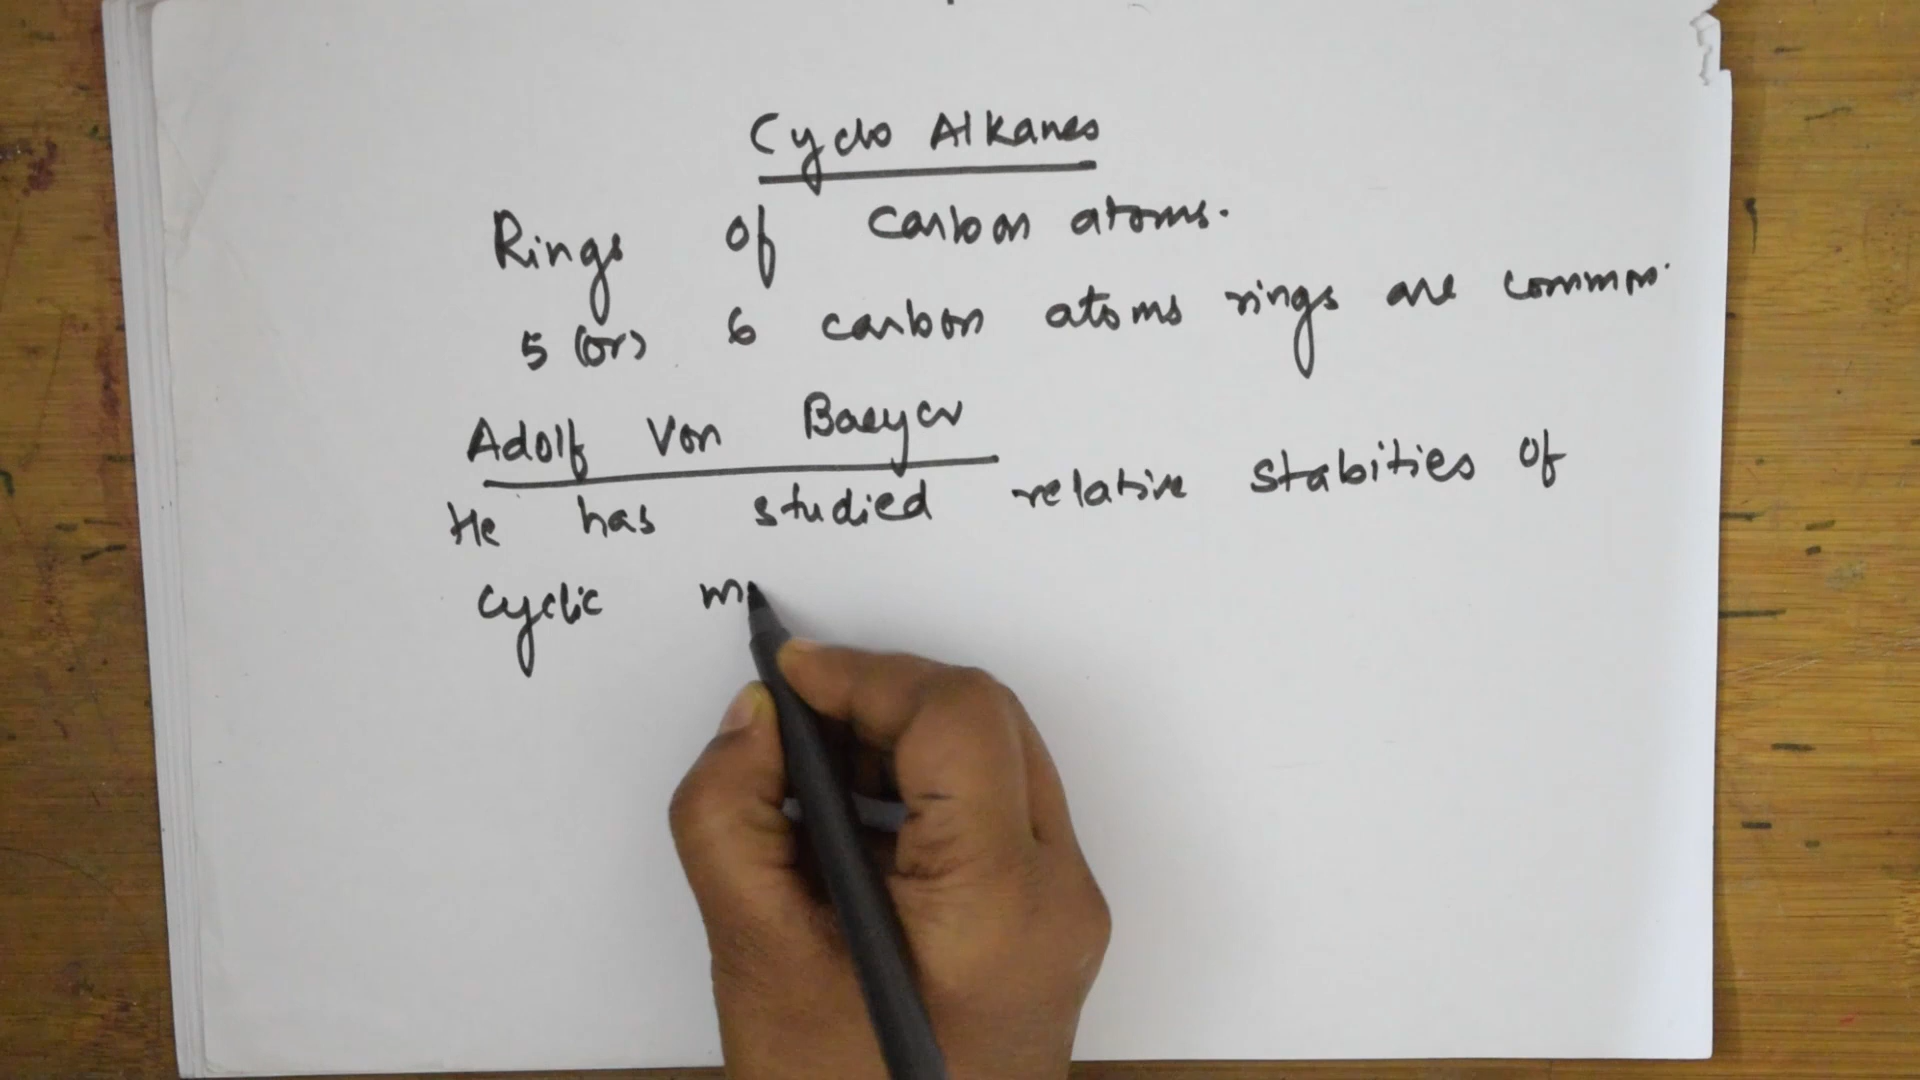 Cyclo Alkanes
Rings of carbon atoms.
5 (or) 6 carbon atoms rings are common.
Adolf Von Baeyer
He has studied relative stabities of
cyclic